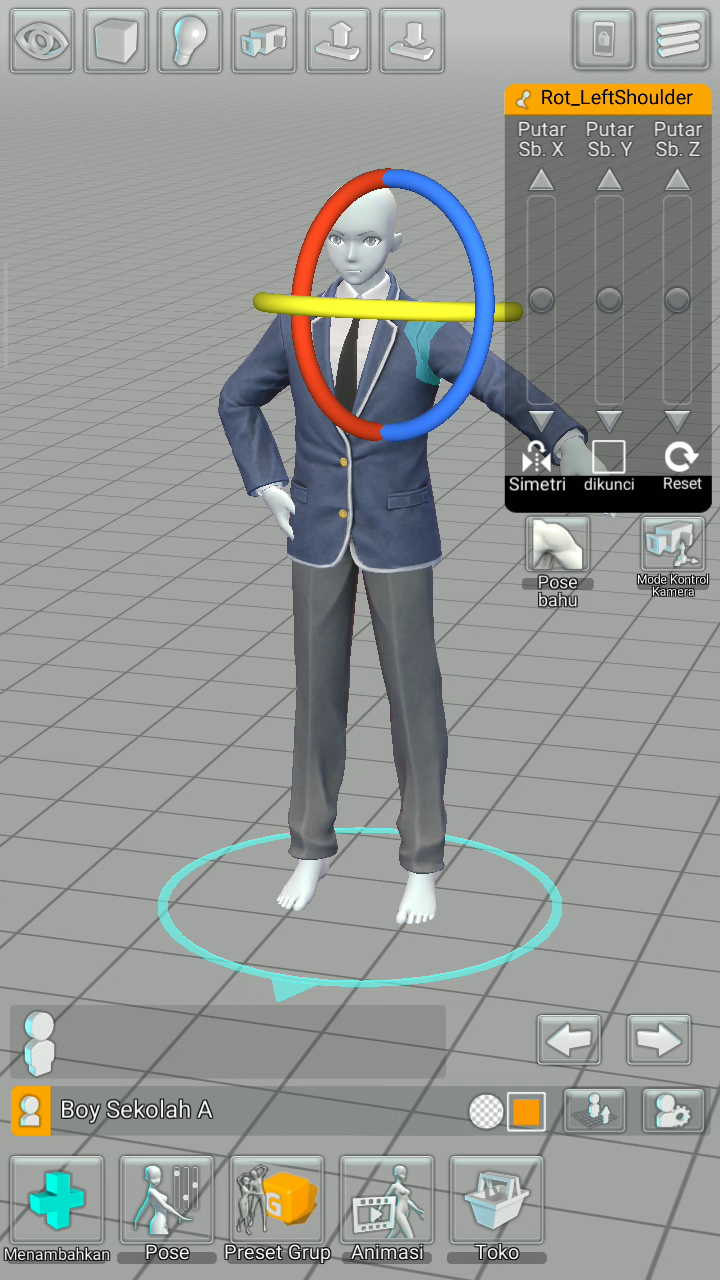 Rot_LeftShoulder
Putar Sb. X
Putar Sb. Y
Putar Sb. Z
Simetri
dikunci
Reset
Pose
bahu
Mode Kontrol
Kamera
Boy Sekolah A
Menambahkan
Pose
G
Preset Grup
Animasi
Toko